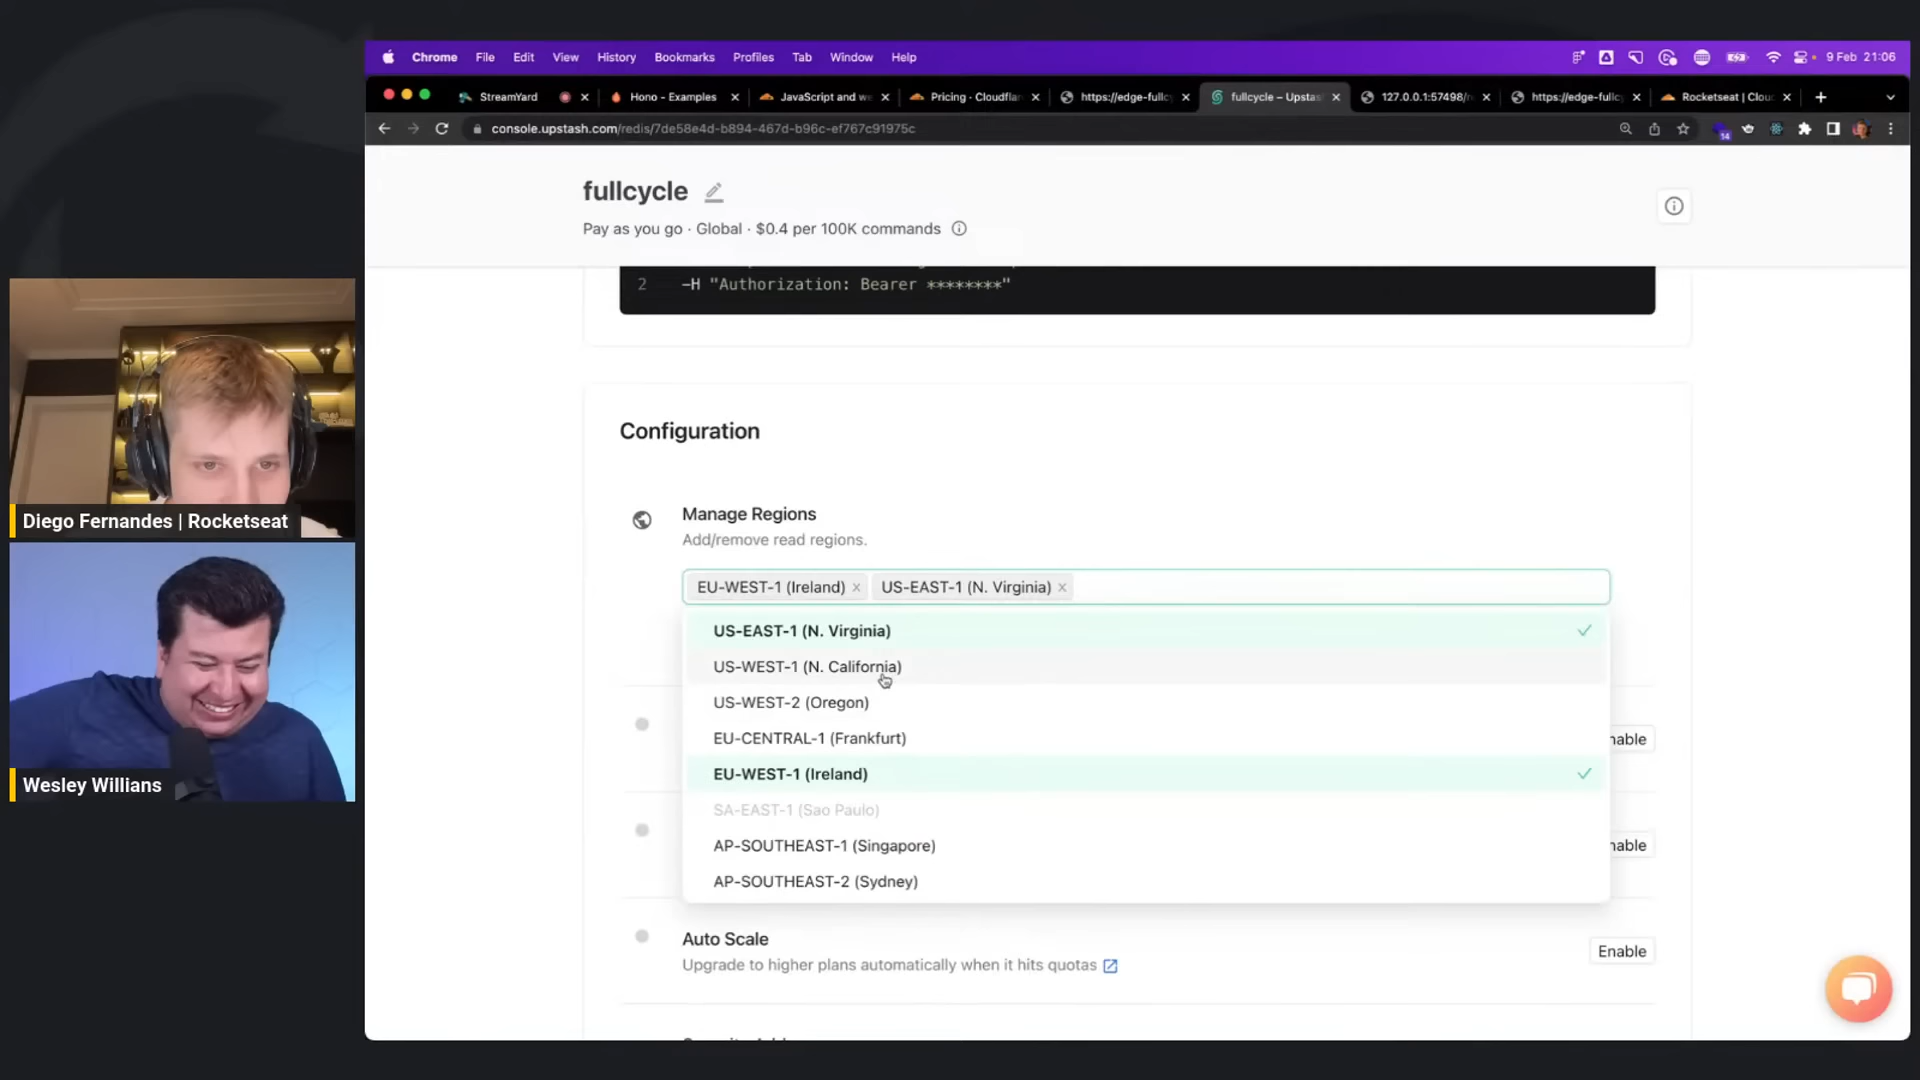 Chrome File Edit View History Bookmarks Profiles Tab Window Help 9 Feb 21:06
StreamYard Hono - Examples JavaScript and we Pricing · Cloudflar https://edge-fullc fullcycle – Upsta 127.0.0.1:57498/ https://edge-fullc Rocketseat | Clou
console.upstash.com/redis/7de58e4d-b894-467d-b96c-ef767c91975c 14
fullcycle
Pay as you go · Global · $0.4 per 100K commands
2 -H "Authorization: Bearer ********"
Configuration
Manage Regions
Add/remove read regions.
EU-WEST-1 (Ireland) × US-EAST-1 (N. Virginia) ×
US-EAST-1 (N. Virginia)
US-WEST-1 (N. California)
US-WEST-2 (Oregon)
EU-CENTRAL-1 (Frankfurt)
nable
EU-WEST-1 (Ireland)
SA-EAST-1 (Sao Paulo)
AP-SOUTHEAST-1 (Singapore)
nable
AP-SOUTHEAST-2 (Sydney)
Auto Scale
Upgrade to higher plans automatically when it hits quotas
Enable
Diego Fernandes | Rocketseat
Wesley Willians